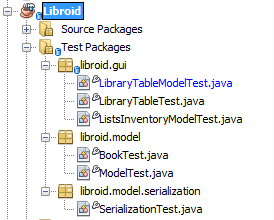 Libroid
Source Packages
Test Packages
libroid.gui
LibraryTableModelTest.java
LibraryTableTest.java
ListsInventoryModelTest.java
libroid.model
BookTest.java
ModelTest.java
libroid.model.serialization
SerializationTest.java